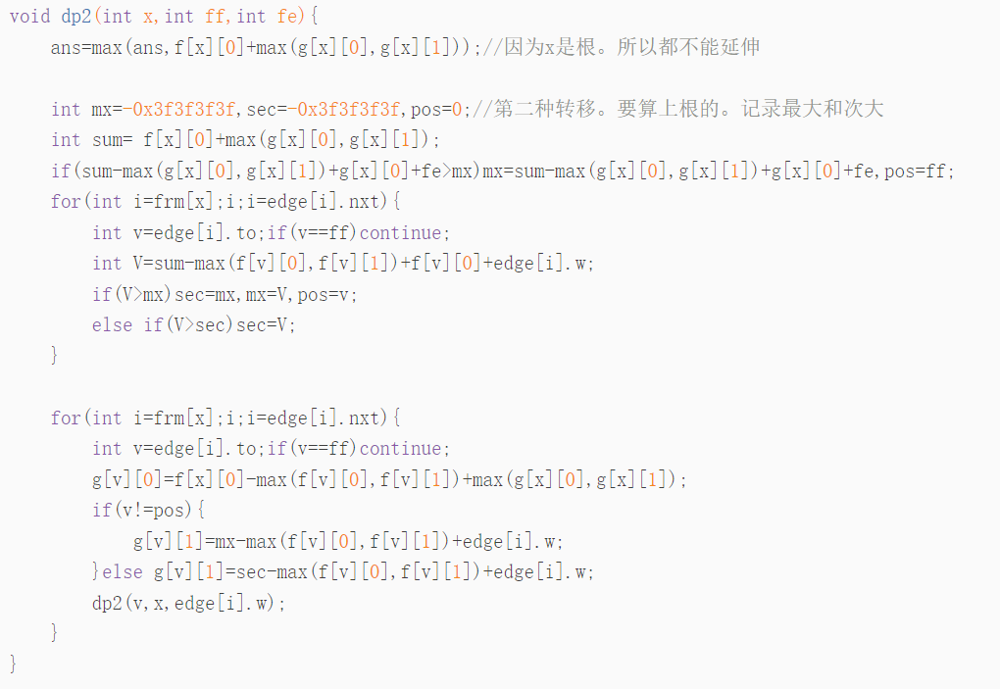 void dp2(int x,int ff,int fe){
    ans=max(ans,f[x][0]+max(g[x][0],g[x][1]));//因为x是根。所以都不能延伸

    int mx=-0x3f3f3f3f,sec=-0x3f3f3f3f,pos=0;//第二种转移。要算上根的。记录最大和次大
    int sum= f[x][0]+max(g[x][0],g[x][1]);
    if(sum-max(g[x][0],g[x][1])+g[x][0]+fe>mx)mx=sum-max(g[x][0],g[x][1])+g[x][0]+fe,pos=ff;
    for(int i=frm[x];i;i=edge[i].nxt){
        int v=edge[i].to;if(v==ff)continue;
        int V=sum-max(f[v][0],f[v][1])+f[v][0]+edge[i].w;
        if(V>mx)sec=mx,mx=V,pos=v;
        else if(V>sec)sec=V;
    }

    for(int i=frm[x];i;i=edge[i].nxt){
        int v=edge[i].to;if(v==ff)continue;
        g[v][0]=f[x][0]-max(f[v][0],f[v][1])+max(g[x][0],g[x][1]);
        if(v!=pos){
            g[v][1]=mx-max(f[v][0],f[v][1])+edge[i].w;
        }else g[v][1]=sec-max(f[v][0],f[v][1])+edge[i].w;
        dp2(v,x,edge[i].w);
    }
}